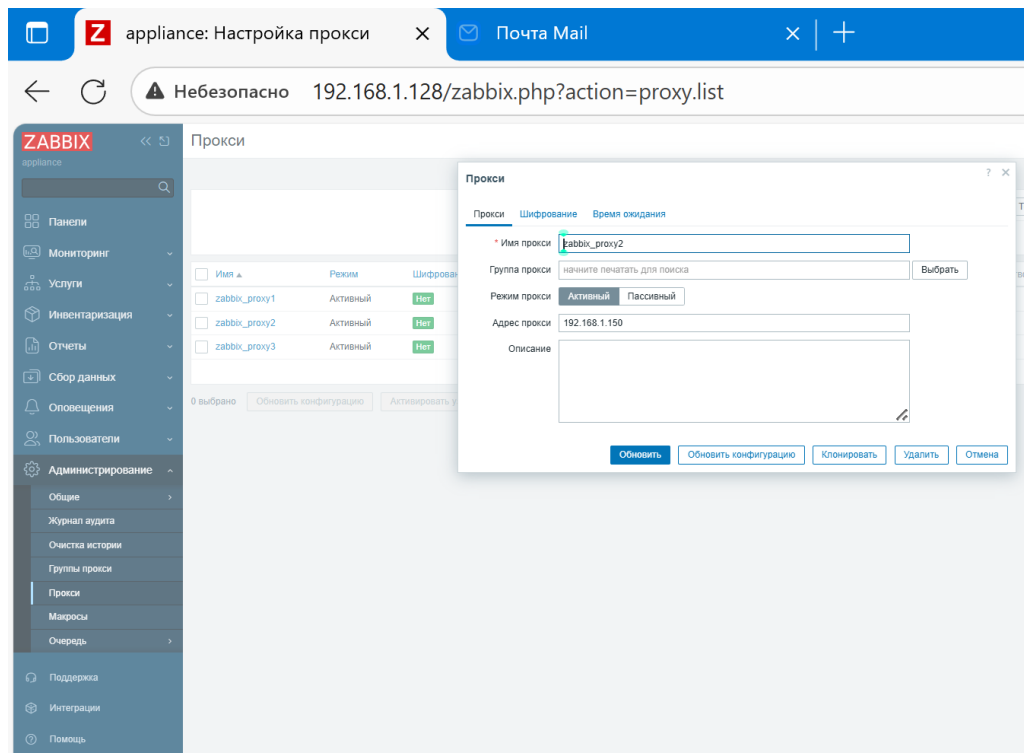 Z appliance: Настройка прокси
Почта Mail
Небезопасно 192.168.1.128/zabbix.php?action=proxy.list
ZABBIX
appliance
Панели
Мониторинг
Услуги
Инвентаризация
Отчеты
Сбор данных
Оповещения
Пользователи
Администрирование
Общие
Журнал аудита
Очистка истории
Группы прокси
Прокси
Макросы
Очередь
Поддержка
Интеграции
Помощь
Прокси
Имя Режим Шифрован
zabbix_proxy1 Активный Нет
zabbix_proxy2 Активный Нет
zabbix_proxy3 Активный Нет
0 выбрано Обновить конфигурацию Активировать у
Прокси
?
Прокси Шифрование Время ожидания
* Имя прокси zabbix_proxy2
Группа прокси начните печатать для поиска Выбрать
Режим прокси Активный Пассивный
Адрес прокси 192.168.1.150
Описание
Обновить Обновить конфигурацию Клонировать Удалить Отмена